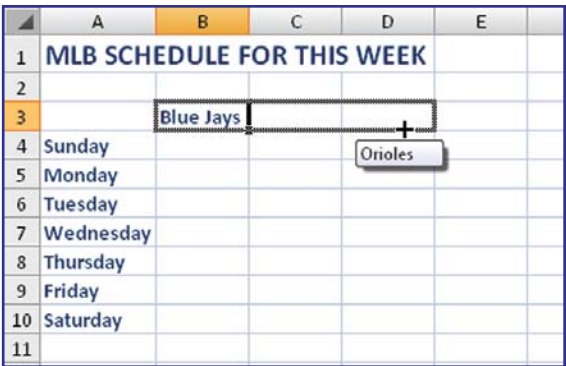 A B C D E
1 MLB SCHEDULE FOR THIS WEEK
2
3 Blue Jays
4 Sunday Orioles
5 Monday
6 Tuesday
7 Wednesday
8 Thursday
9 Friday
10 Saturday
11